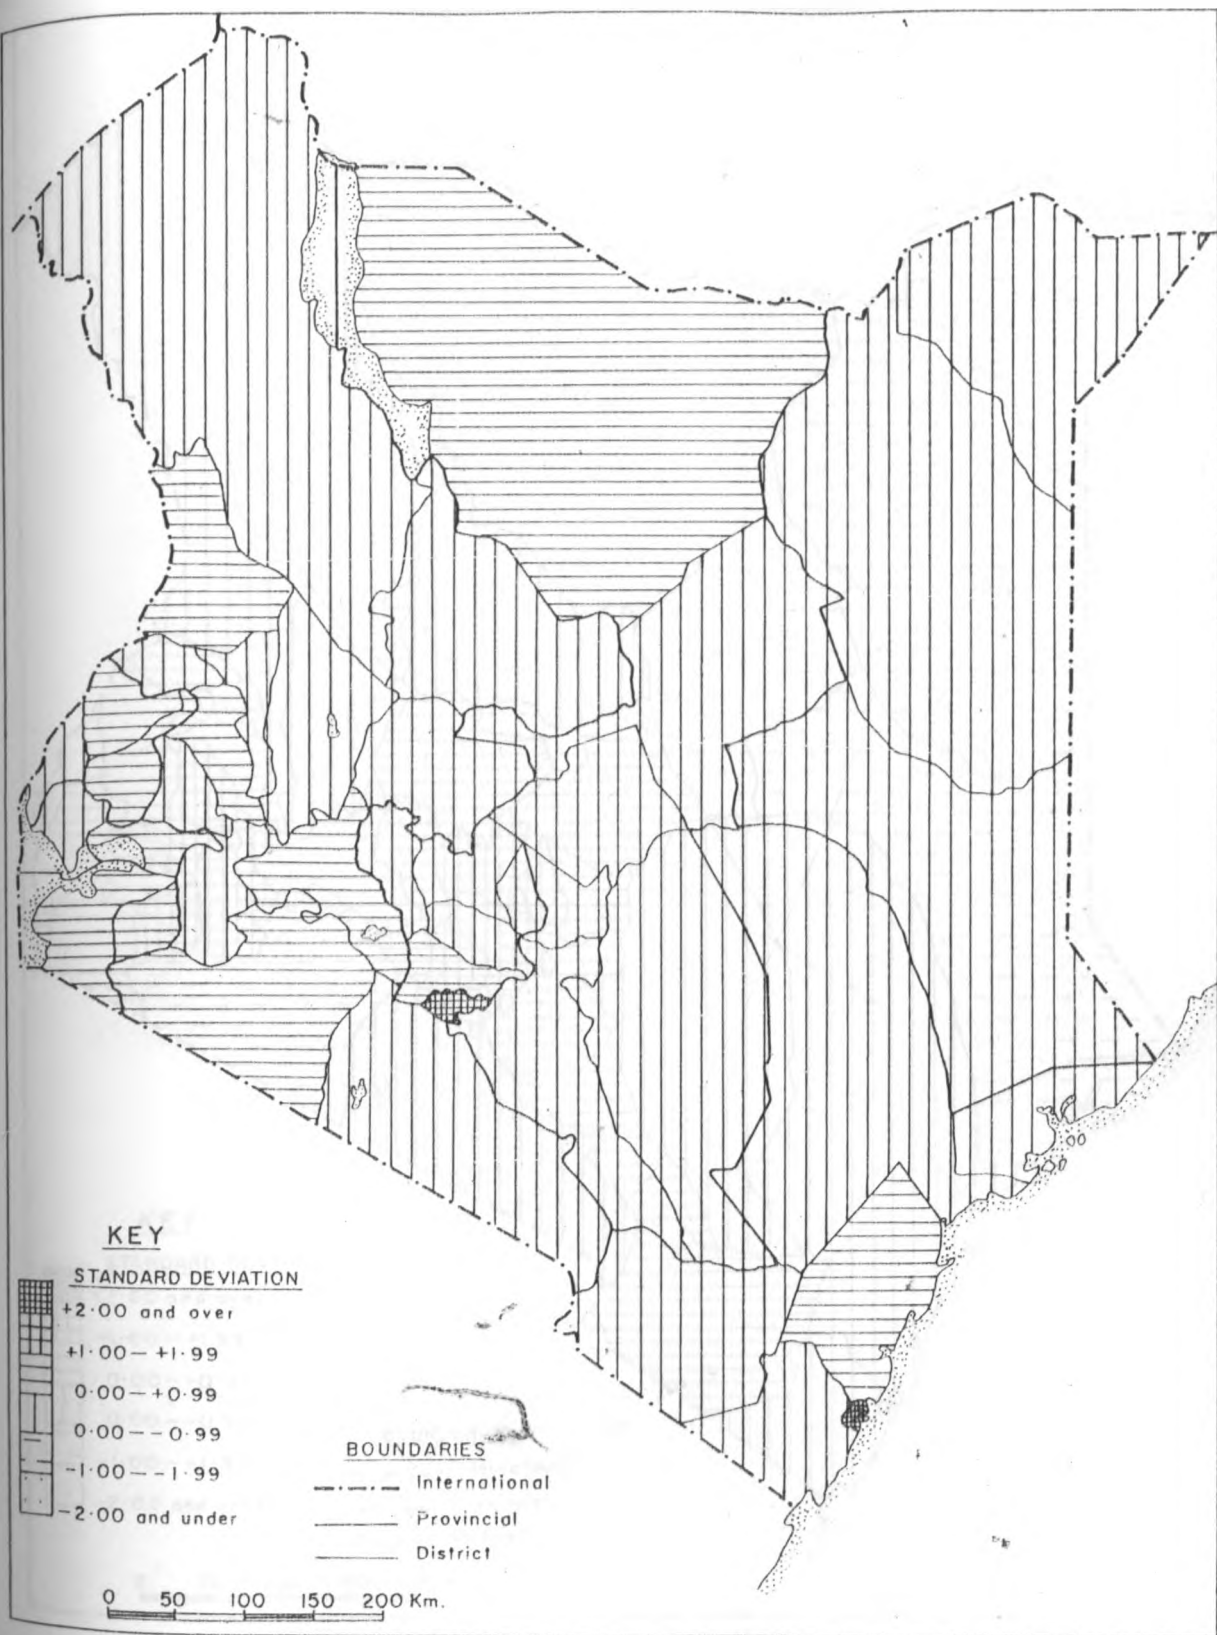 KEY
STANDARD DEVIATION
+2·00 and over
+1·00 — +1·99
0·00 — +0·99
0·00 — -0·99
-1·00 — -1·99
-2·00 and under
BOUNDARIES
International
Provincial
District
0 50 100 150 200 Km.